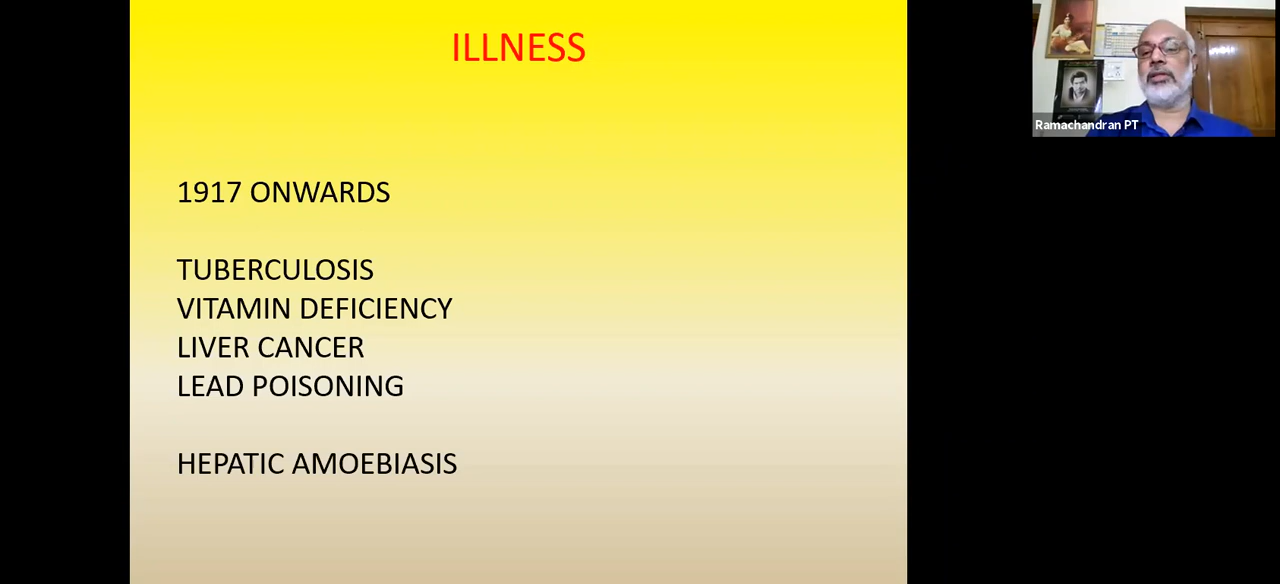 ILLNESS
1917 ONWARDS
TUBERCULOSIS
VITAMIN DEFICIENCY
LIVER CANCER
LEAD POISONING
HEPATIC AMOEBIASIS
Ramachandran PT